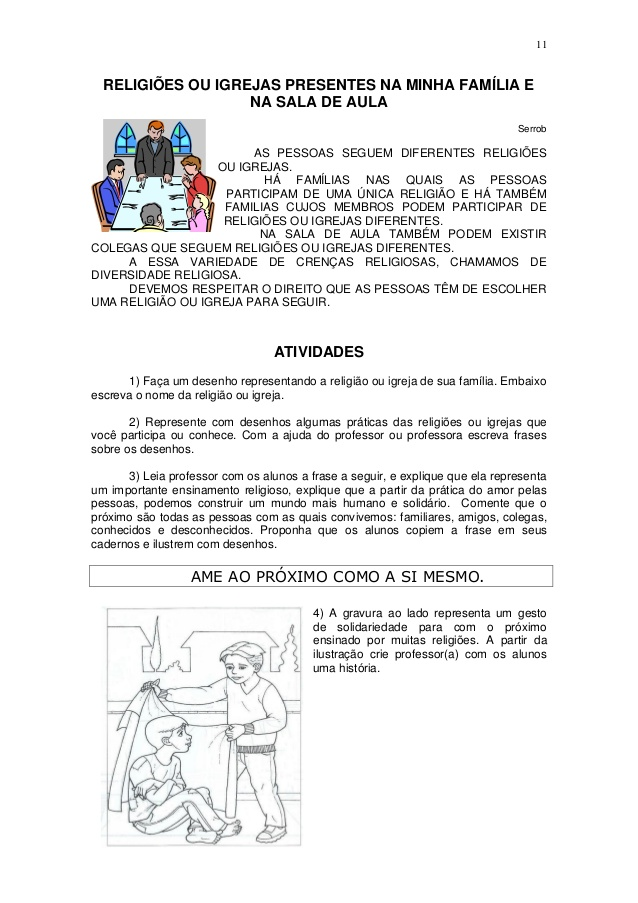 11
RELIGIÕES OU IGREJAS PRESENTES NA MINHA FAMÍLIA E
NA SALA DE AULA
Serrob
AS PESSOAS SEGUEM DIFERENTES RELIGIÕES
OU IGREJAS.
HÁ FAMÍLIAS NAS QUAIS AS PESSOAS
PARTICIPAM DE UMA ÚNICA RELIGIÃO E HÁ TAMBÉM
FAMILIAS CUJOS MEMBROS PODEM PARTICIPAR DE
RELIGIÕES OU IGREJAS DIFERENTES.
NA SALA DE AULA TAMBÉM PODEM EXISTIR
COLEGAS QUE SEGUEM RELIGIÕES OU IGREJAS DIFERENTES.
A ESSA VARIEDADE DE CRENÇAS RELIGIOSAS, CHAMAMOS DE
DIVERSIDADE RELIGIOSA.
DEVEMOS RESPEITAR O DIREITO QUE AS PESSOAS TÊM DE ESCOLHER
UMA RELIGIÃO OU IGREJA PARA SEGUIR.
ATIVIDADES
1) Faça um desenho representando a religião ou igreja de sua família. Embaixo
escreva o nome da religião ou igreja.
2) Represente com desenhos algumas práticas das religiões ou igrejas que
você participa ou conhece. Com a ajuda do professor ou professora escreva frases
sobre os desenhos.
3) Leia professor com os alunos a frase a seguir, e explique que ela representa
um importante ensinamento religioso, explique que a partir da prática do amor pelas
pessoas, podemos construir um mundo mais humano e solidário. Comente que o
próximo são todas as pessoas com as quais convivemos: familiares, amigos, colegas,
conhecidos e desconhecidos. Proponha que os alunos copiem a frase em seus
cadernos e ilustrem com desenhos.
AME AO PRÓXIMO COMO A SI MESMO.
4) A gravura ao lado representa um gesto
de solidariedade para com o próximo
ensinado por muitas religiões. A partir da
ilustração crie professor(a) com os alunos
uma história.